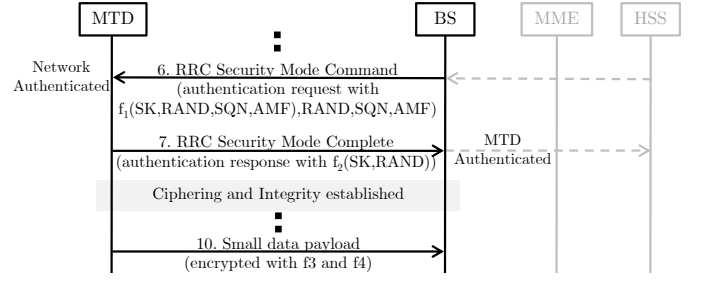 MTD BS MME HSS
Network
Authenticated
6. RRC Security Mode Command
(authentication request with
f1(SK,RAND,SQN,AMF),RAND,SQN,AMF)
7. RRC Security Mode Complete
(authentication response with f2(SK,RAND))
MTD
Authenticated
Ciphering and Integrity established
10. Small data payload
(encrypted with f3 and f4)